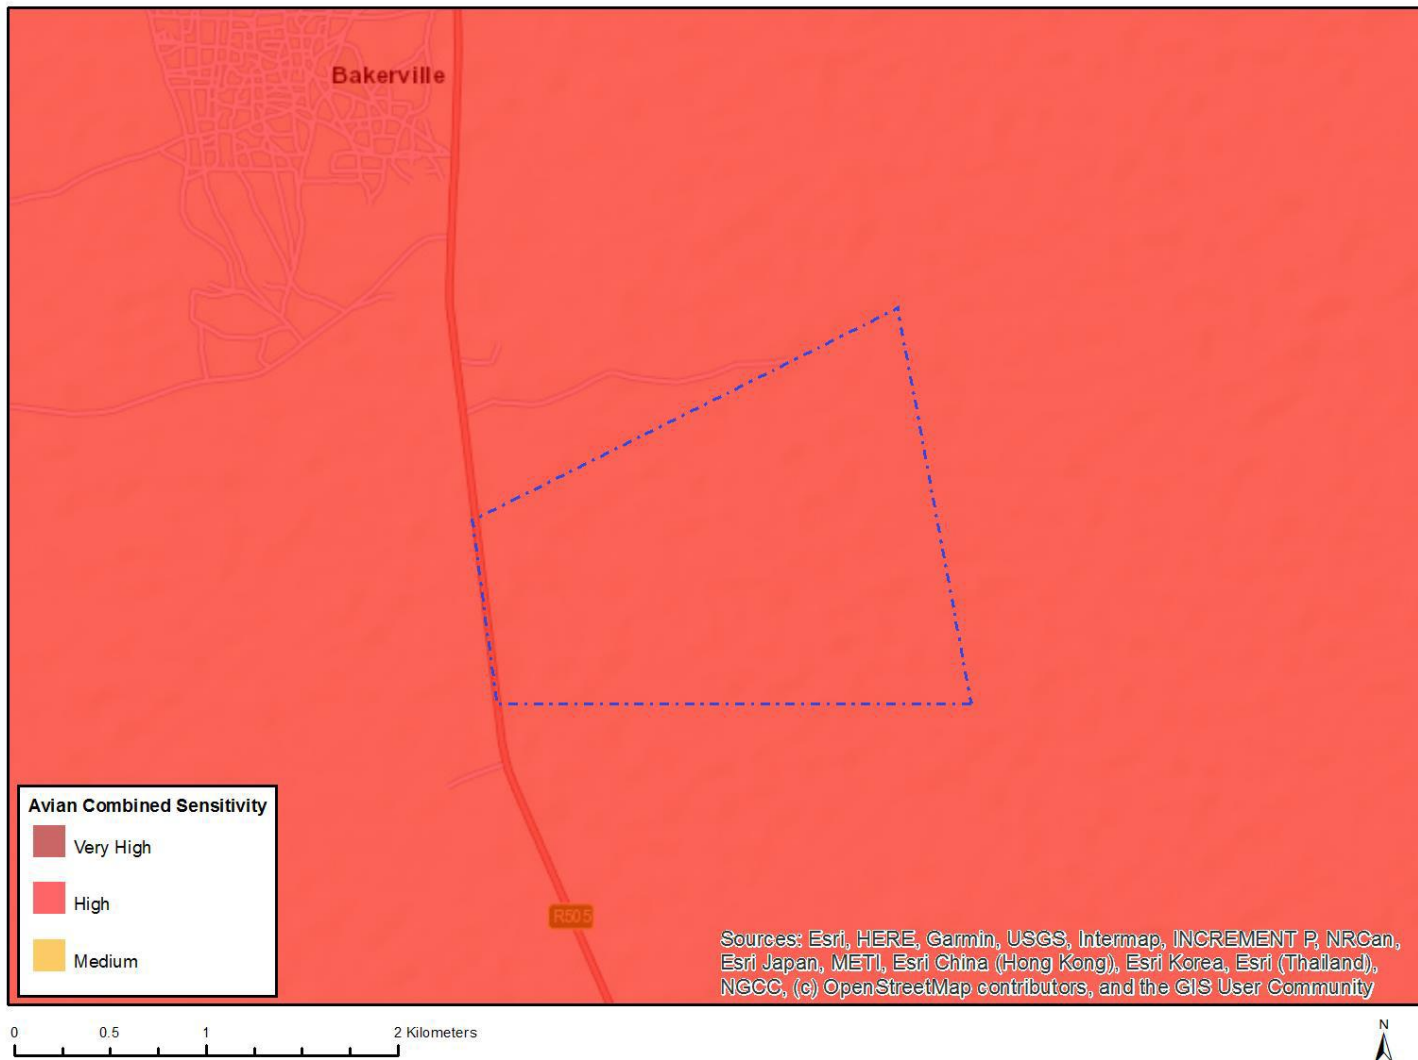 Bakerville
Avian Combined Sensitivity
Very High
High
Medium
R505
Sources: Esri, HERE, Garmin, USGS, Intermap, INCREMENT P, NRCan,
Esri Japan, METI, Esri China (Hong Kong), Esri Korea, Esri (Thailand),
NGCC, (c) OpenStreetMap contributors, and the GIS User Community
0 0.5 1 2 Kilometers
N